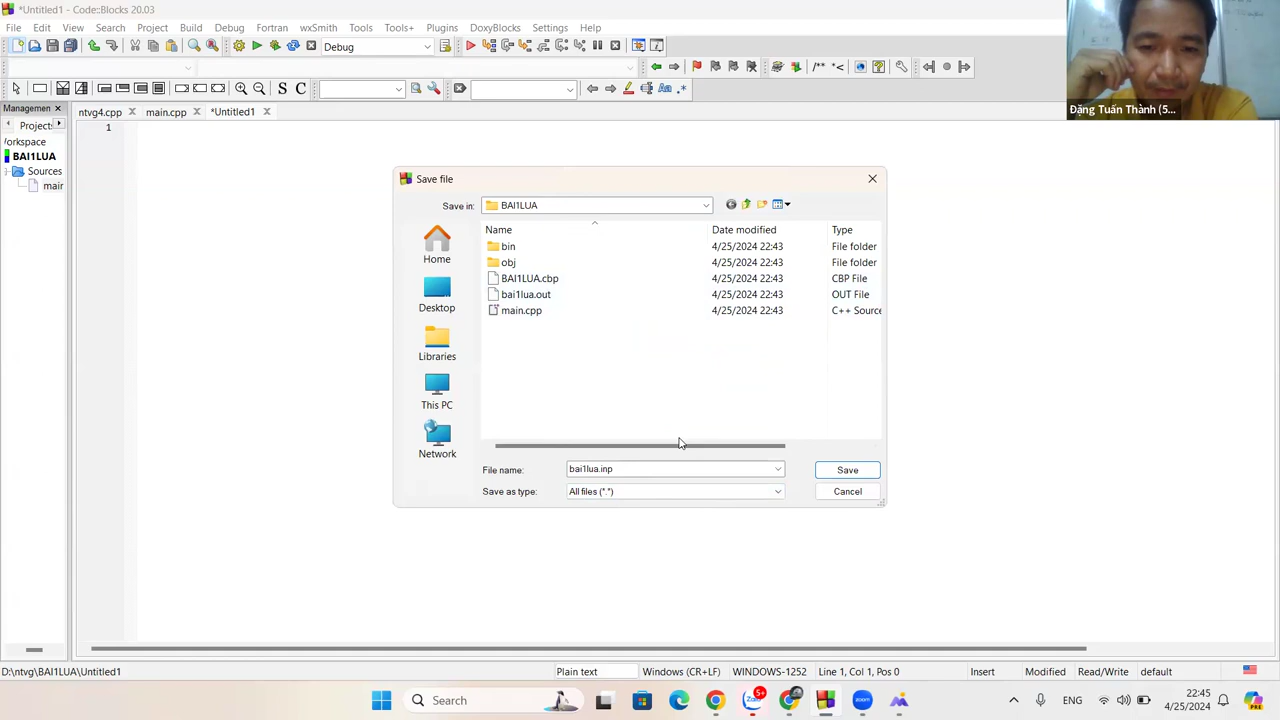 *Untitled1 - Code::Blocks 20.03
File Edit View Search Project Build Debug Fortran wxSmith Tools Tools+ Plugins DoxyBlocks Settings Help
Debug
/** *<
S C
Aa .*
Managemen
ntvg4.cpp main.cpp *Untitled1
Projects
1
/orkspace
BAI1LUA
Sources
mair
Đặng Tuấn Thành (5...
Save file
Save in: BAI1LUA
Name Date modified Type
bin 4/25/2024 22:43 File folder
obj 4/25/2024 22:43 File folder
BAI1LUA.cbp 4/25/2024 22:43 CBP File
bai1lua.out 4/25/2024 22:43 OUT File
main.cpp 4/25/2024 22:43 C++ Source
Home
Desktop
Libraries
This PC
Network
File name: bai1lua.inp Save
Save as type: All files (*.*) Cancel
D:\ntvg\BAI1LUA\Untitled1 Plain text Windows (CR+LF) WINDOWS-1252 Line 1, Col 1, Pos 0 Insert Modified Read/Write default
Search
Zalo 5+ zoom
ENG
22:45
4/25/2024
PRE